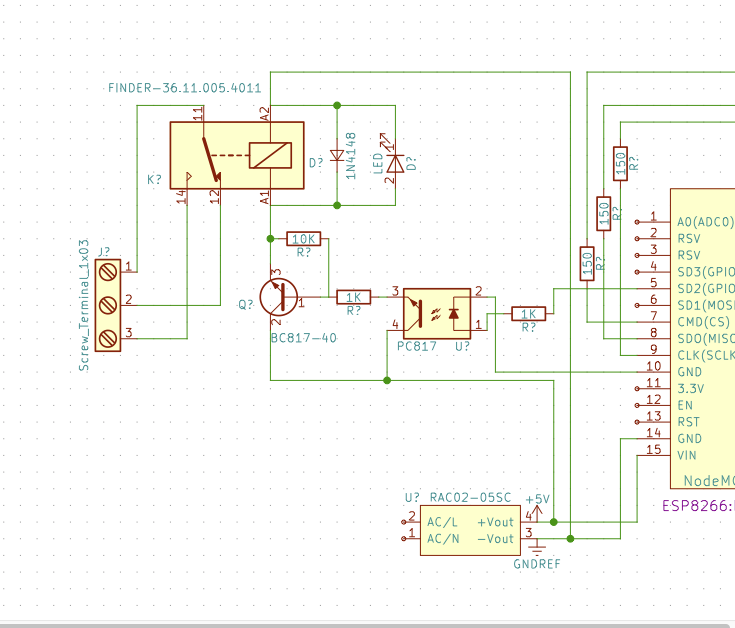 FINDER-36.11.005.4011
11
A2
K?
14
12
A1
D?
1N4148
LED
1
2
D?
150
R?
150
R?
150
R?
J?
Screw_Terminal_1x03
1
2
3
10K
R?
Q?
3
1
2
BC817-40
1K
R?
3
4
2
1
PC817
U?
1K
R?
1
2
3
4
5
6
7
8
9
10
11
12
13
14
15
A0(ADC0)
RSV
RSV
SD3(GPIO
SD2(GPIO
SD1(MOSI
CMD(CS)
SDO(MISO
CLK(SCLK
GND
3.3V
EN
RST
GND
VIN
NodeMC
ESP8266:
U?
RAC02-05SC
+5V
2
1
AC/L
AC/N
+Vout
-Vout
4
3
GNDREF